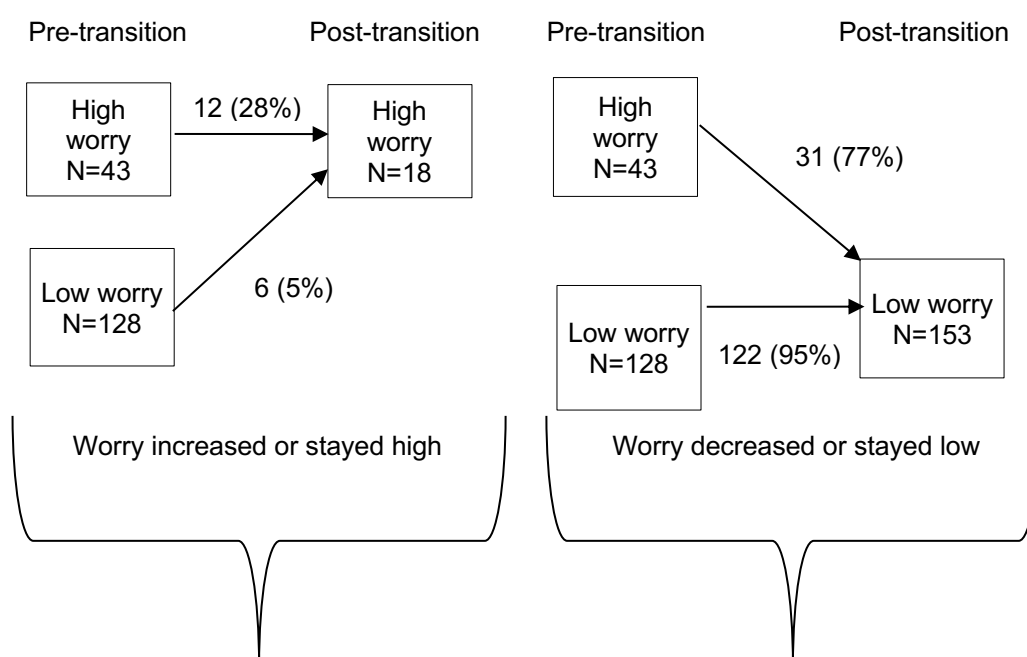 Pre-transition
Post-transition
High
worry
N=43
12 (28%)
High
worry
N=18
Low worry
N=128
6 (5%)
Worry increased or stayed high
Pre-transition
Post-transition
High
worry
N=43
31 (77%)
Low worry
N=128
122 (95%)
Low worry
N=153
Worry decreased or stayed low